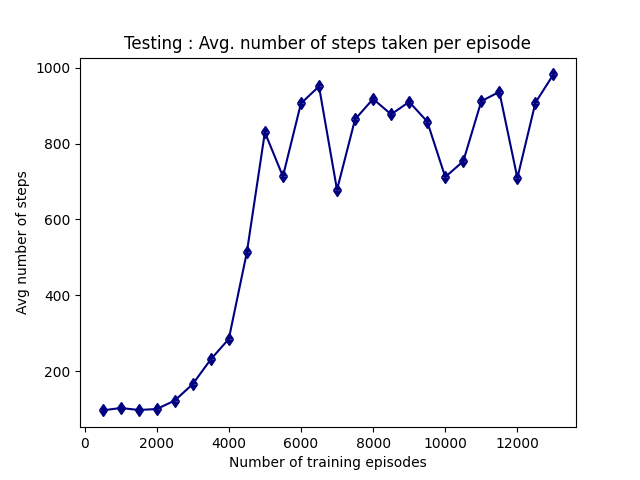 Testing : Avg. number of steps taken per episode
1000
800
600
400
200
Avg number of steps
0 2000 4000 6000 8000 10000 12000
Number of training episodes